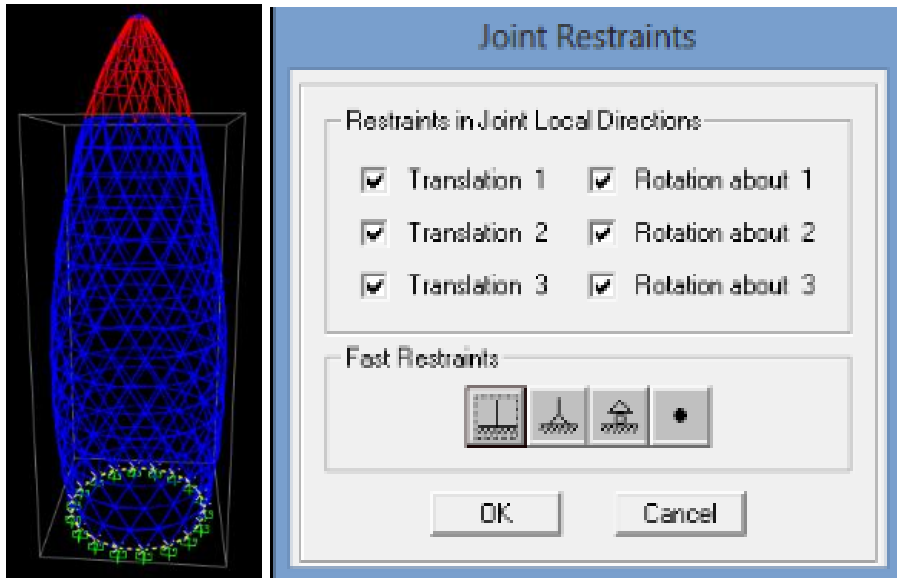 Joint Restraints
Restraints in Joint Local Directions
Translation 1 Rotation about 1
Translation 2 Rotation about 2
Translation 3 Rotation about 3
Fast Restraints
OK Cancel